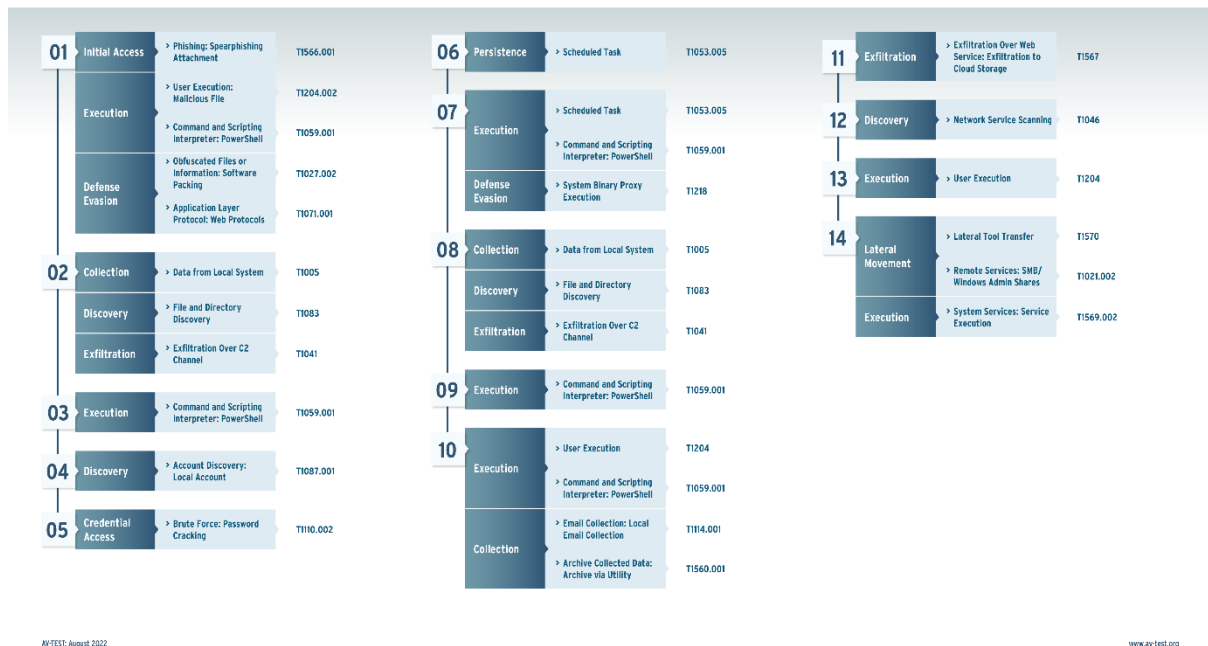 01
Initial Access
> Phishing: Spearphishing
Attachment
T1566.001
Execution
> User Execution:
Malicious File
T1204.002
> Command and Scripting
Interpreter: PowerShell
T1059.001
Defense
Evasion
> Obfuscated Files or
Information: Software
Packing
T1027.002
> Application Layer
Protocol: Web Protocols
T1071.001
02
Collection
> Data from Local System
T1005
Discovery
> File and Directory
Discovery
T1083
Exfiltration
> Exfiltration Over C2
Channel
T1041
03
Execution
> Command and Scripting
Interpreter: PowerShell
T1059.001
04
Discovery
> Account Discovery:
Local Account
T1087.001
05
Credential
Access
> Brute Force: Password
Cracking
T1110.002
06
Persistence
> Scheduled Task
T1053.005
07
Execution
> Scheduled Task
T1053.005
> Command and Scripting
Interpreter: PowerShell
T1059.001
Defense
Evasion
> System Binary Proxy
Execution
T1218
08
Collection
> Data from Local System
T1005
Discovery
> File and Directory
Discovery
T1083
Exfiltration
> Exfiltration Over C2
Channel
T1041
09
Execution
> Command and Scripting
Interpreter: PowerShell
T1059.001
10
Execution
> User Execution
T1204
> Command and Scripting
Interpreter: PowerShell
T1059.001
Collection
> Email Collection: Local
Email Collection
T1114.001
> Archive Collected Data:
Archive via Utility
T1560.001
11
Exfiltration
> Exfiltration Over Web
Service: Exfiltration to
Cloud Storage
T1567
12
Discovery
> Network Service Scanning
T1046
13
Execution
> User Execution
T1204
14
Lateral
Movement
> Lateral Tool Transfer
T1570
> Remote Services: SMB/
Windows Admin Shares
T1021.002
Execution
> System Services: Service
Execution
T1569.002
AV-TEST: August 2022
www.av-test.org